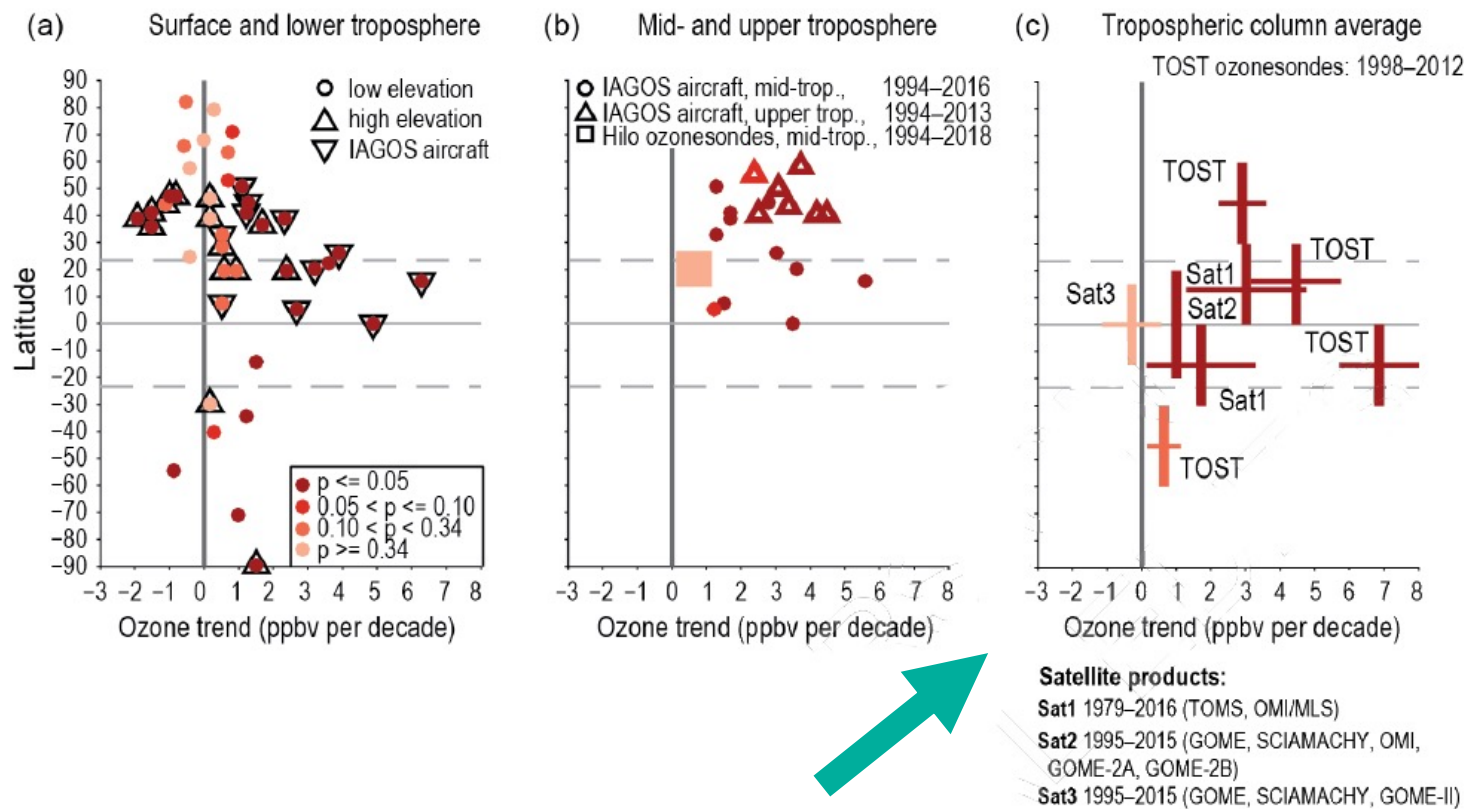 (a) Surface and lower troposphere
90
80
70
60
50
40
30
20
10
0
−10
−20
−30
−40
−50
−60
−70
−80
−90
Latitude
low elevation
high elevation
IAGOS aircraft
p <= 0.05
0.05 < p <= 0.10
0.10 < p < 0.34
p >= 0.34
−3 −2 −1 0 1 2 3 4 5 6 7 8
Ozone trend (ppbv per decade)
(b) Mid- and upper troposphere
IAGOS aircraft, mid-trop., 1994–2016
IAGOS aircraft, upper trop., 1994–2013
Hilo ozonesondes, mid-trop., 1994–2018
−3 −2 −1 0 1 2 3 4 5 6 7 8
Ozone trend (ppbv per decade)
(c) Tropospheric column average
TOST ozonesondes: 1998–2012
TOST
TOST
Sat1
Sat3
Sat2
TOST
Sat1
TOST
−3 −2 −1 0 1 2 3 4 5 6 7 8
Ozone trend (ppbv per decade)
Satellite products:
Sat1 1979–2016 (TOMS, OMI/MLS)
Sat2 1995–2015 (GOME, SCIAMACHY, OMI,
GOME-2A, GOME-2B)
Sat3 1995–2015 (GOME, SCIAMACHY, GOME-II)